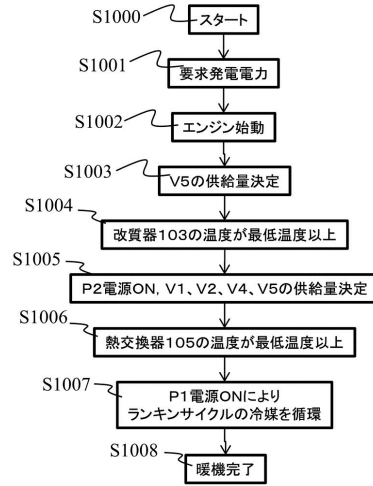 S1000
スタート
S1001
要求発電電力
S1002
エンジン始動
S1003
V5の供給量決定
S1004
改質器103の温度が最低温度以上
S1005
P2電源ON, V1、V2、V4、V5の供給量決定
S1006
熱交換器105の温度が最低温度以上
S1007
P1電源ONにより
ランキンサイクルの冷媒を循環
S1008
暖機完了